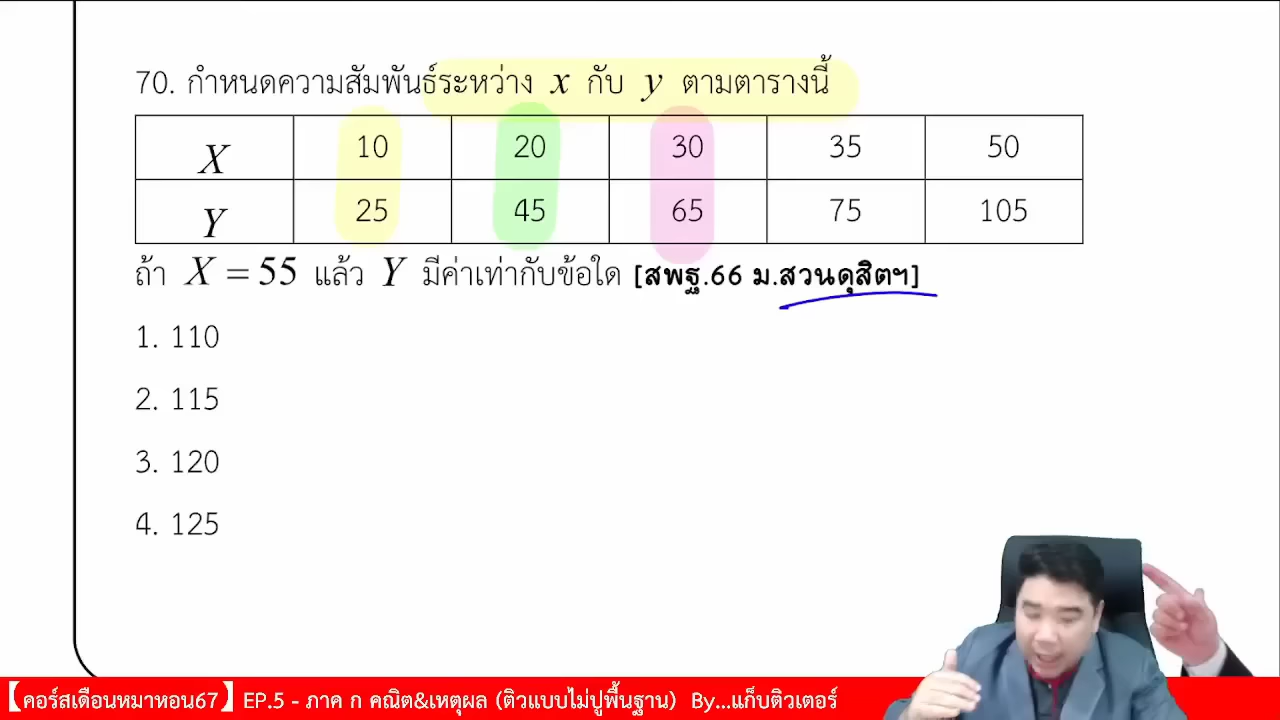 70. กำหนดความสัมพันธ์ระหว่าง x กับ y ตามตารางนี้
X 10 20 30 35 50
Y 25 45 65 75 105
ถ้า X = 55 แล้ว Y มีค่าเท่ากับข้อใด [สพฐ.66 ม.สวนดุสิตฯ]
1. 110
2. 115
3. 120
4. 125
【คอร์สเดือนหมาหอน67】 EP.5 - ภาค ก คณิต&เหตุผล (ติวแบบไม่ปูพื้นฐาน) By...แก็บติวเตอร์